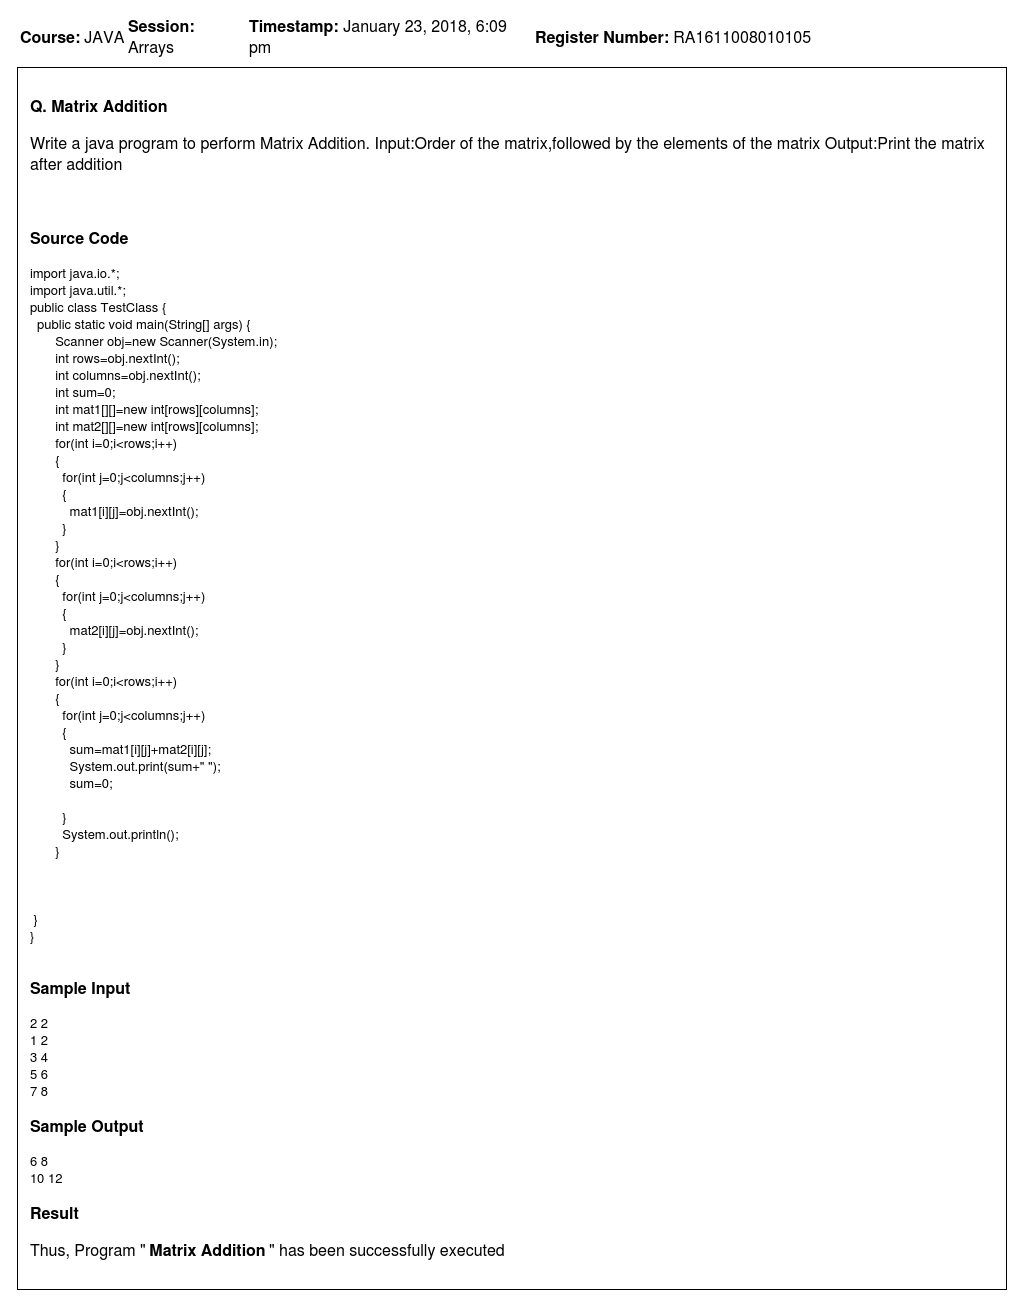 Course: JAVA Session: Arrays Timestamp: January 23, 2018, 6:09 pm Register Number: RA1611008010105
Q. Matrix Addition
Write a java program to perform Matrix Addition. Input:Order of the matrix,followed by the elements of the matrix Output:Print the matrix
after addition
Source Code
import java.io.*;
import java.util.*;
public class TestClass {
  public static void main(String[] args) {
       Scanner obj=new Scanner(System.in);
       int rows=obj.nextInt();
       int columns=obj.nextInt();
       int sum=0;
       int mat1[][]=new int[rows][columns];
       int mat2[][]=new int[rows][columns];
       for(int i=0;i<rows;i++)
       {
         for(int j=0;j<columns;j++)
         {
           mat1[i][j]=obj.nextInt();
         }
       }
       for(int i=0;i<rows;i++)
       {
         for(int j=0;j<columns;j++)
         {
           mat2[i][j]=obj.nextInt();
         }
       }
       for(int i=0;i<rows;i++)
       {
         for(int j=0;j<columns;j++)
         {
           sum=mat1[i][j]+mat2[i][j];
           System.out.print(sum+" ");
           sum=0;
         }
         System.out.println();
       }
 }
}
Sample Input
2 2
1 2
3 4
5 6
7 8
Sample Output
6 8
10 12
Result
Thus, Program " Matrix Addition " has been successfully executed